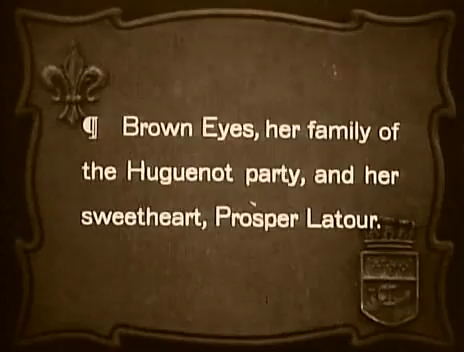 ¶ Brown Eyes, her family of
the Huguenot party, and her
sweetheart, Prosper Latour.